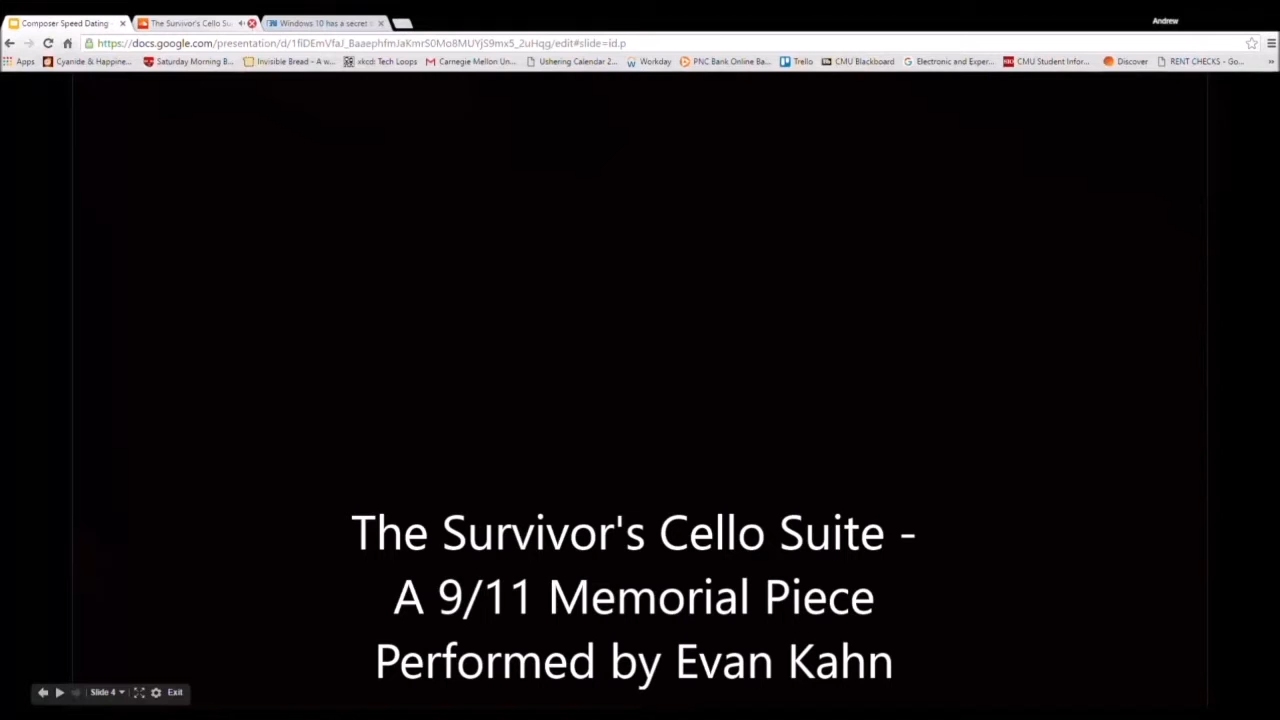 Andrew
Composer Speed Dating
The Survivor's Cello Su
Windows 10 has a secret
https://docs.google.com/presentation/d/1fiDEmVfaJ_BaaephfmJaKmrS0Mo8MUYjS9mx5_2uHqg/edit#slide=id.p
Apps Cyanide & Happine... Saturday Morning B... Invisible Bread - A w... xkcd: Tech Loops Carnegie Mellon Un... Ushering Calendar 2... Workday PNC Bank Online Ba... Trello CMU Blackboard Electronic and Exper... CMU Student Infor... Discover RENT CHECKS - Go... »
The Survivor's Cello Suite -
A 9/11 Memorial Piece
Performed by Evan Kahn
Slide 4 Exit